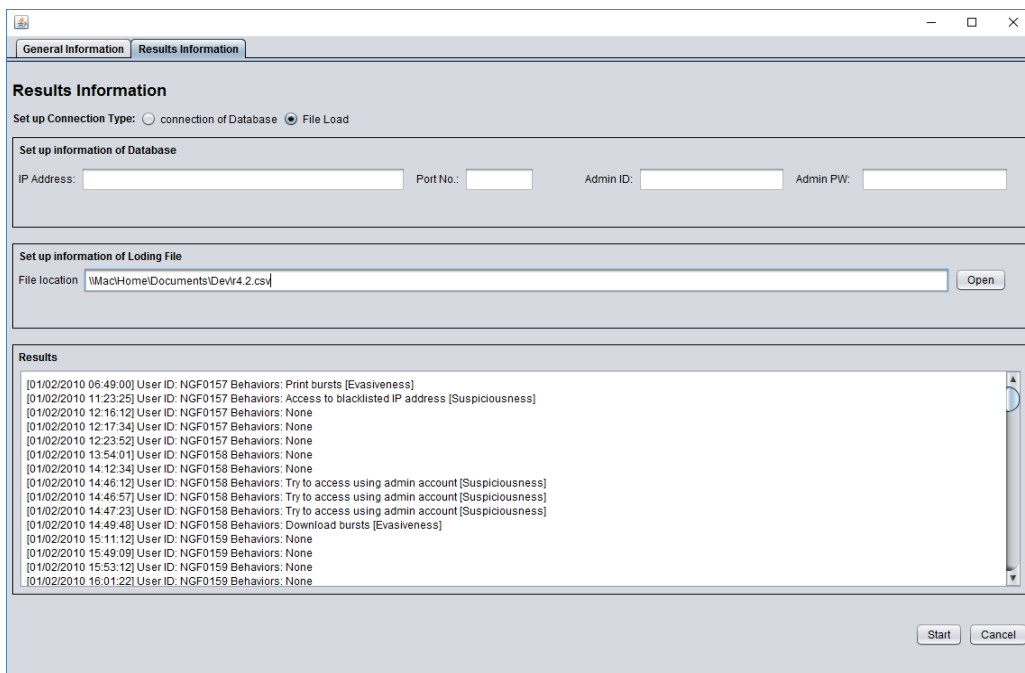 General Information Results Information
Results Information
Set up Connection Type: connection of Database File Load
Set up information of Database
IP Address: Port No.: Admin ID: Admin PW:
Set up information of Loding File
File location \\Mac\Home\Documents\Dev\r4.2.csv Open
Results
[01/02/2010 06:49:00] User ID: NGF0157 Behaviors: Print bursts [Evasiveness]
[01/02/2010 11:23:25] User ID: NGF0157 Behaviors: Access to blacklisted IP address [Suspiciousness]
[01/02/2010 12:16:12] User ID: NGF0157 Behaviors: None
[01/02/2010 12:17:34] User ID: NGF0157 Behaviors: None
[01/02/2010 12:23:52] User ID: NGF0157 Behaviors: None
[01/02/2010 13:54:01] User ID: NGF0158 Behaviors: None
[01/02/2010 14:12:34] User ID: NGF0158 Behaviors: None
[01/02/2010 14:46:12] User ID: NGF0158 Behaviors: Try to access using admin account [Suspiciousness]
[01/02/2010 14:46:57] User ID: NGF0158 Behaviors: Try to access using admin account [Suspiciousness]
[01/02/2010 14:47:23] User ID: NGF0158 Behaviors: Try to access using admin account [Suspiciousness]
[01/02/2010 14:49:48] User ID: NGF0158 Behaviors: Download bursts [Evasiveness]
[01/02/2010 15:11:12] User ID: NGF0159 Behaviors: None
[01/02/2010 15:49:09] User ID: NGF0159 Behaviors: None
[01/02/2010 15:53:12] User ID: NGF0159 Behaviors: None
[01/02/2010 16:01:22] User ID: NGF0159 Behaviors: None
Start Cancel